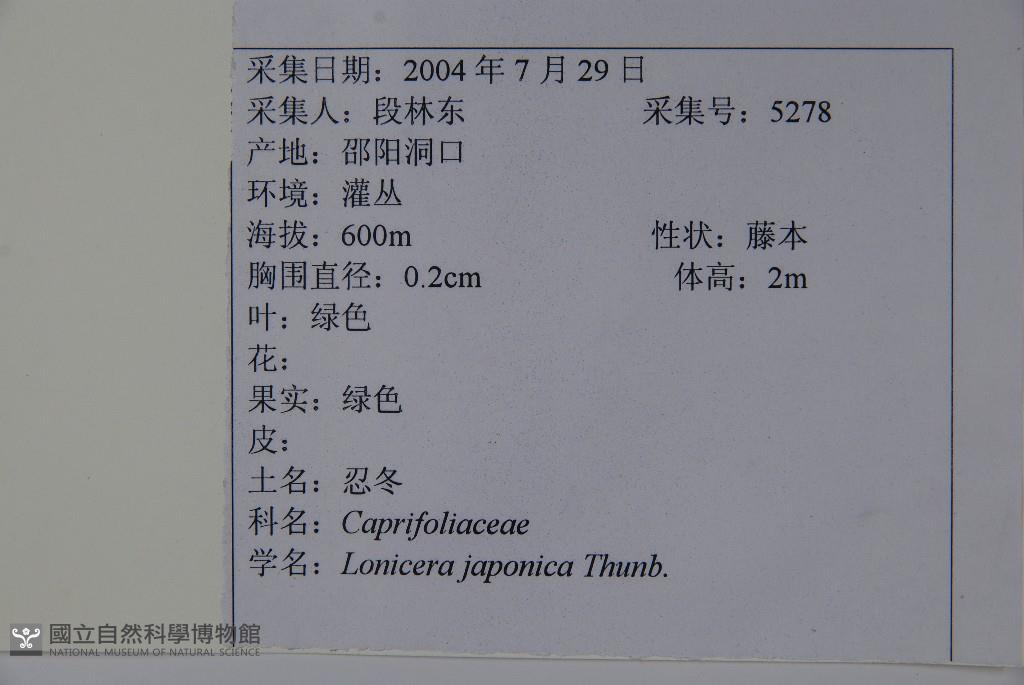 采集日期：2004 年 7 月 29 日
采集人：段林东 采集号：5278
产地：邵阳洞口
环境：灌丛
海拔：600m 性状：藤本
胸围直径：0.2cm 体高：2m
叶：绿色
花：
果实：绿色
皮：
土名：忍冬
科名：Caprifoliaceae
学名：Lonicera japonica Thunb.
國立自然科學博物館
NATIONAL MUSEUM OF NATURAL SCIENCE